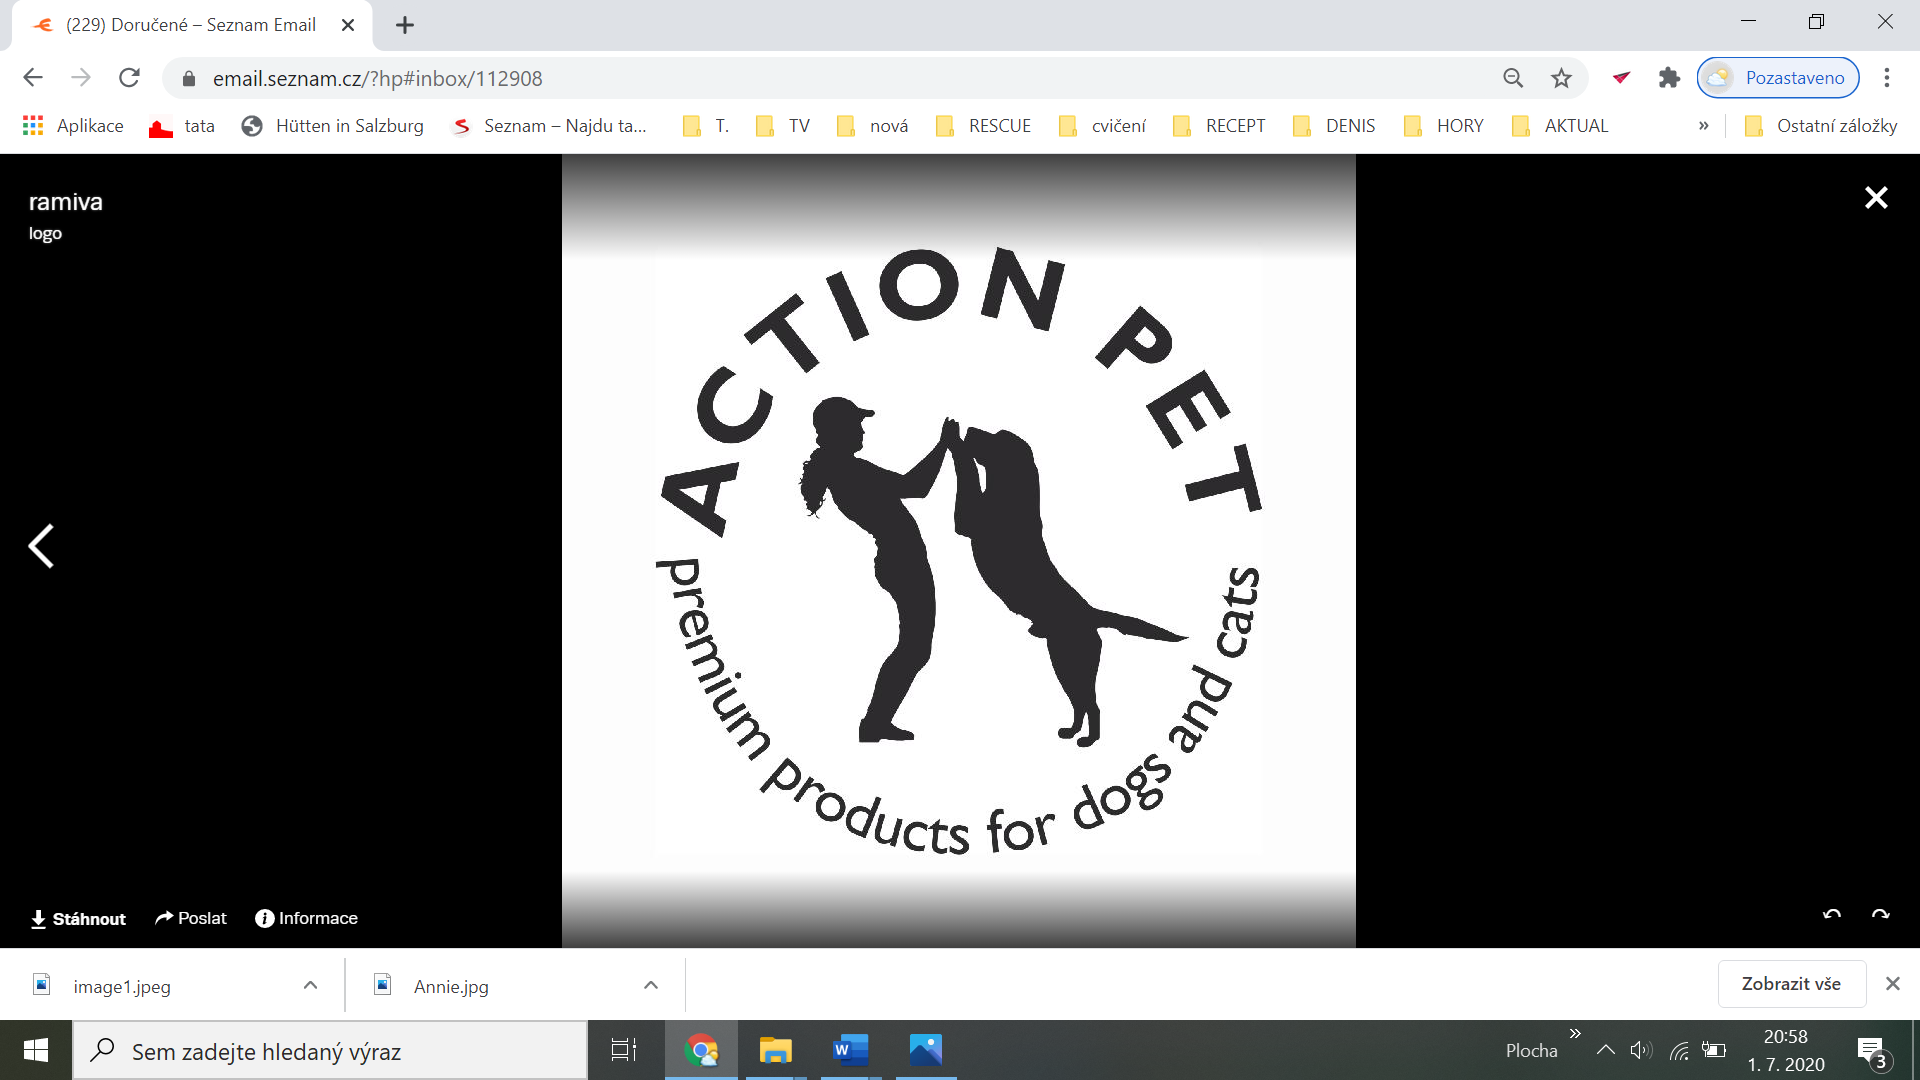 (229) Doručené – Seznam Email
email.seznam.cz/?hp#inbox/112908
Pozastaveno
Aplikace tata Hütten in Salzburg Seznam – Najdu ta... T. TV nová RESCUE cvičení RECEPT DENIS HORY AKTUAL » Ostatní záložky
ramiva
logo
ACTION PET
premium products for dogs and cats
Stáhnout Poslat Informace
image1.jpeg Annie.jpg Zobrazit vše
Sem zadejte hledaný výraz
Plocha »
20:58
1. 7. 2020
3